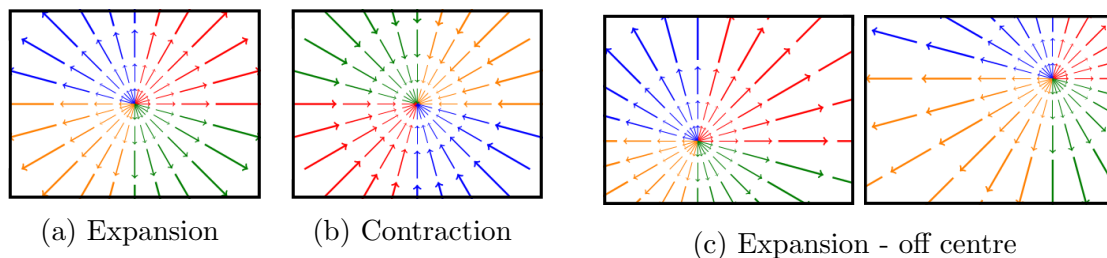 (a) Expansion
(b) Contraction
(c) Expansion - off centre